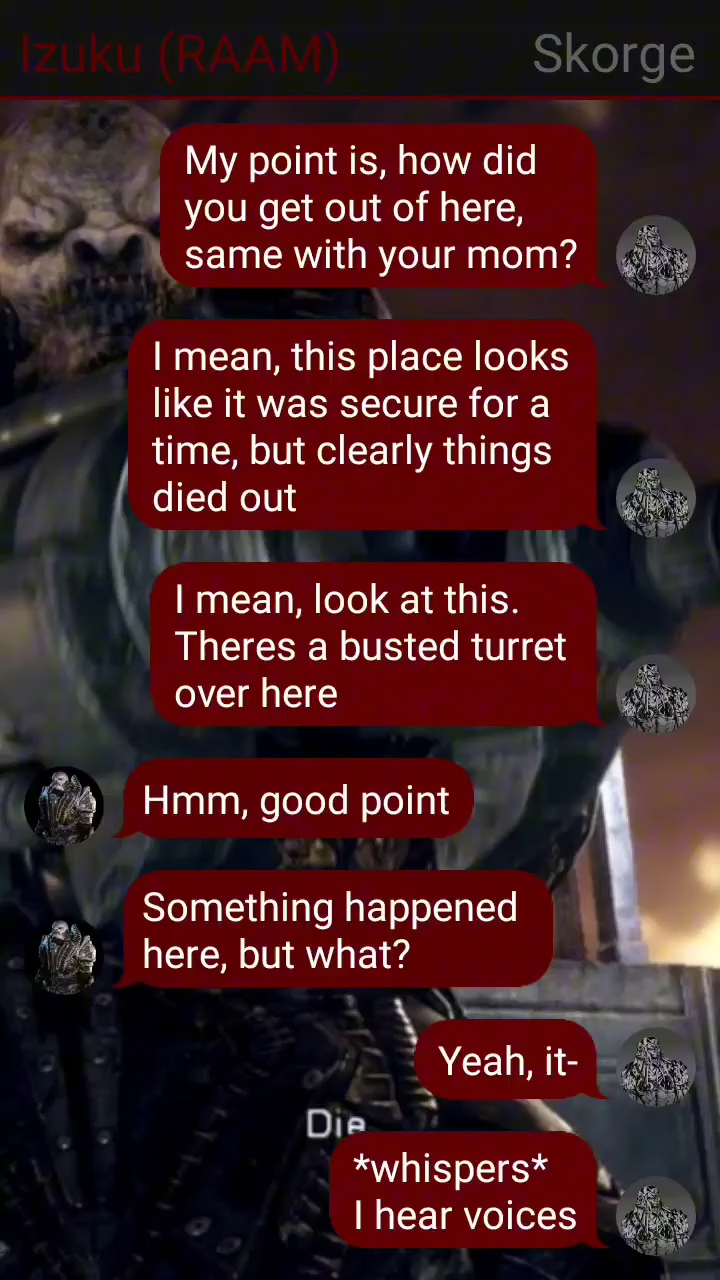 Izuku (RAAM)
Skorge
My point is, how did
you get out of here,
same with your mom?
I mean, this place looks
like it was secure for a
time, but clearly things
died out
I mean, look at this.
Theres a busted turret
over here
Hmm, good point
Something happened
here, but what?
Yeah, it-
Die
*whispers*
I hear voices